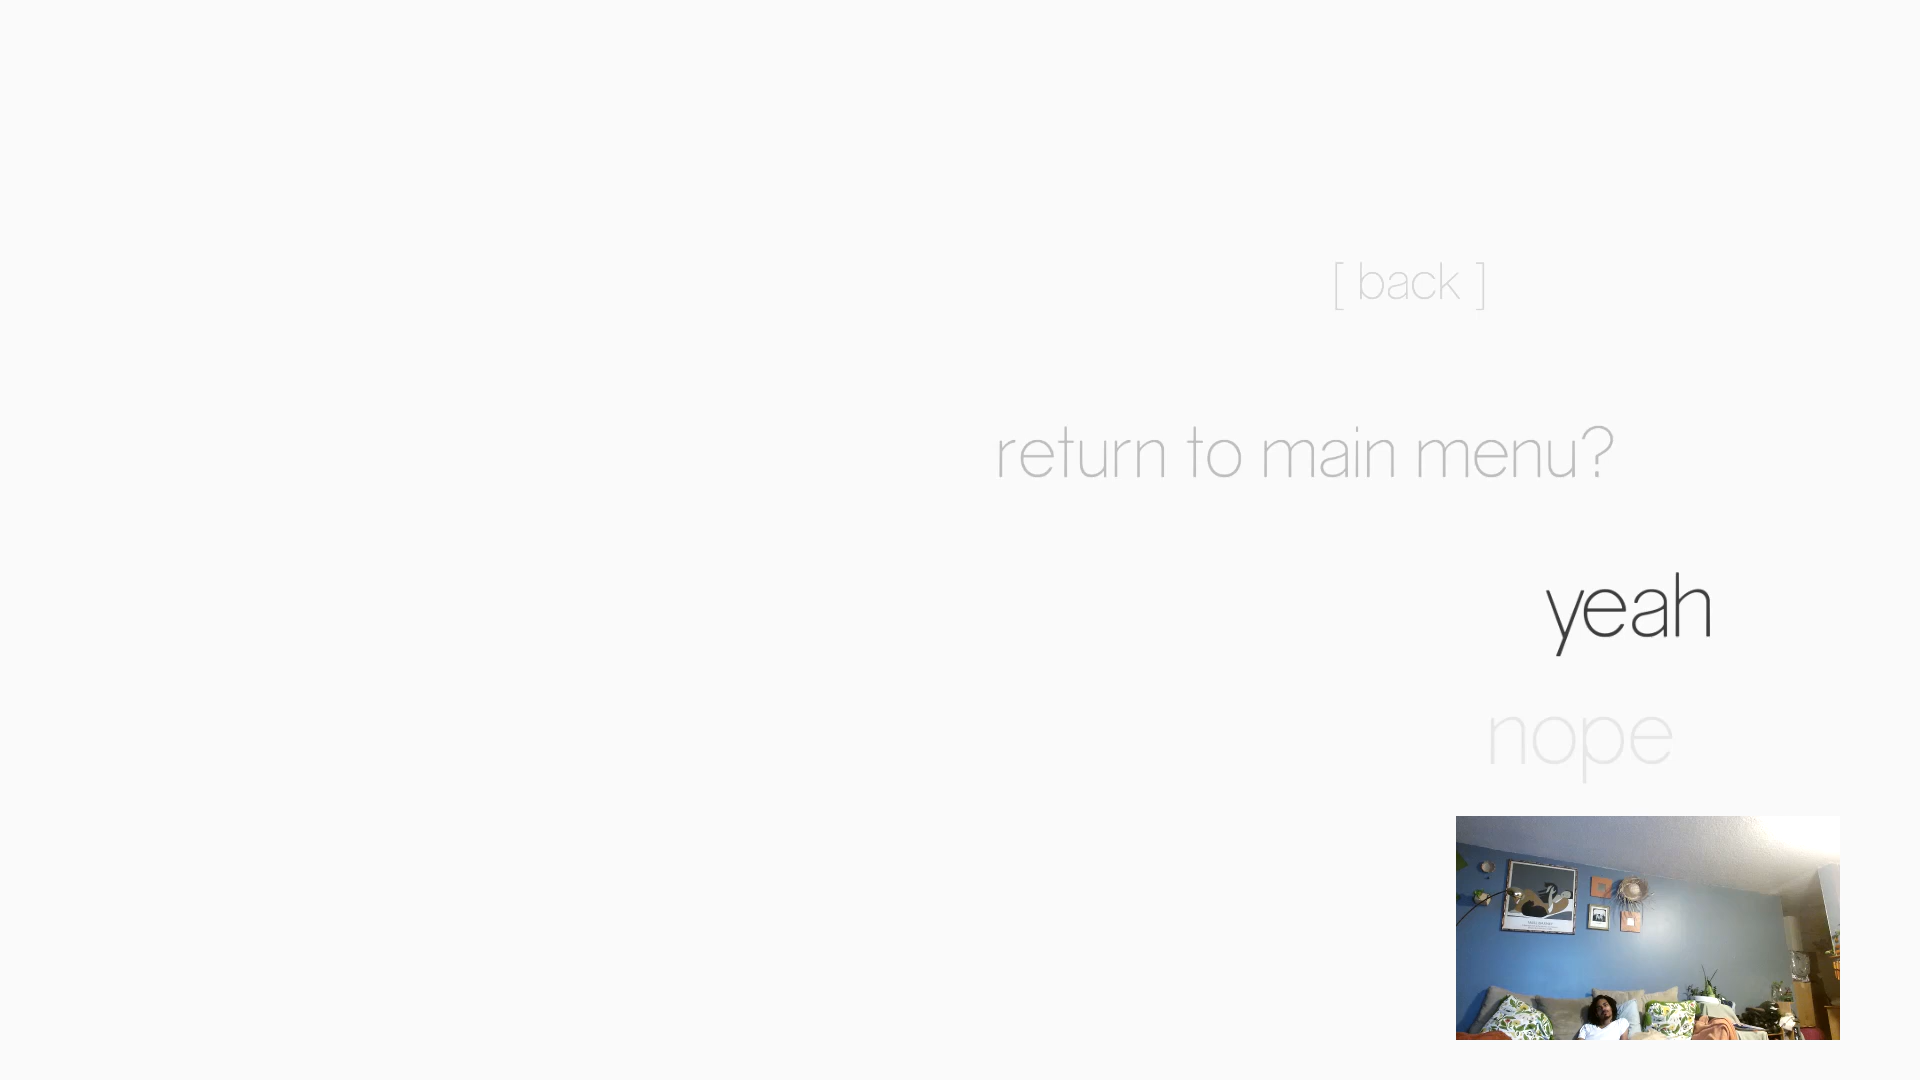 [ back ]
return to main menu?
yeah
nope